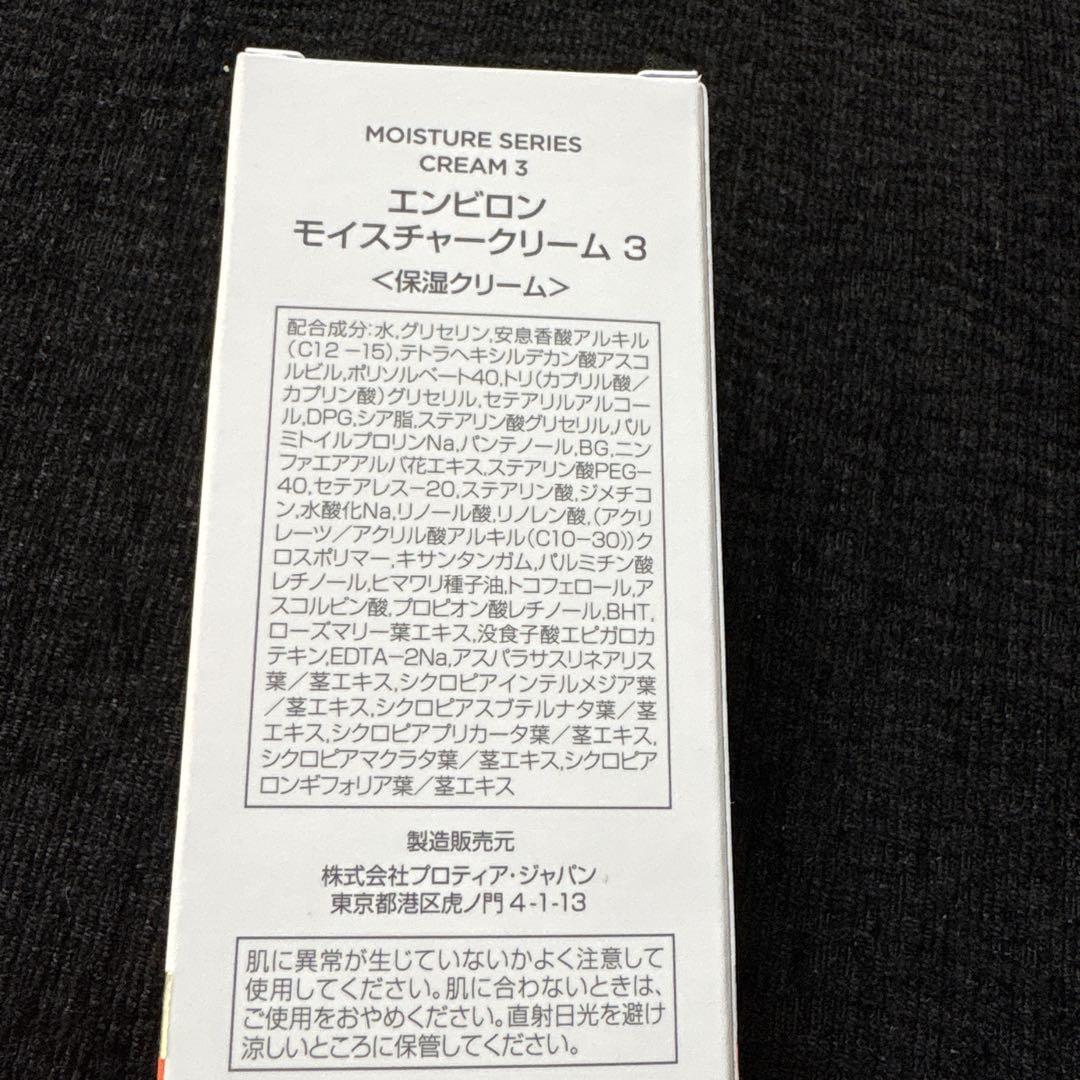 MOISTURE SERIES
CREAM 3
エンビロン
モイスチャークリーム 3
＜保湿クリーム＞
配合成分:水,グリセリン,安息香酸アルキル
(C12－15),テトラヘキシルデカン酸アスコ
ルビル,ポリソルベート40,トリ(カプリル酸／
カプリン酸)グリセリル,セテアリルアルコー
ル,DPG,シア脂,ステアリン酸グリセリル,パル
ミトイルプロリンNa,パンテノール,BG,ニン
ファエアアルバ花エキス,ステアリン酸PEG－
40,セテアレス－20,ステアリン酸,ジメチコ
ン,水酸化Na,リノール酸,リノレン酸,(アクリ
レーツ／アクリル酸アルキル(C10－30))ク
ロスポリマー,キサンタンガム,パルミチン酸
レチノール,ヒマワリ種子油,トコフェロール,ア
スコルビン酸,プロピオン酸レチノール,BHT,
ローズマリー葉エキス,没食子酸エピガロカ
テキン,EDTA－2Na,アスパラサスリネアリス
葉／茎エキス,シクロピアインテルメジア葉
／茎エキス,シクロピアスブテルナタ葉／茎
エキス,シクロピアプリカータ葉／茎エキス,
シクロピアマクラタ葉／茎エキス,シクロピア
ロンギフォリア葉／茎エキス
製造販売元
株式会社プロティア・ジャパン
東京都港区虎ノ門 4-1-13
肌に異常が生じていないかよく注意して
使用してください。肌に合わないときは、
ご使用をおやめください。直射日光を避け
涼しいところに保管してください。